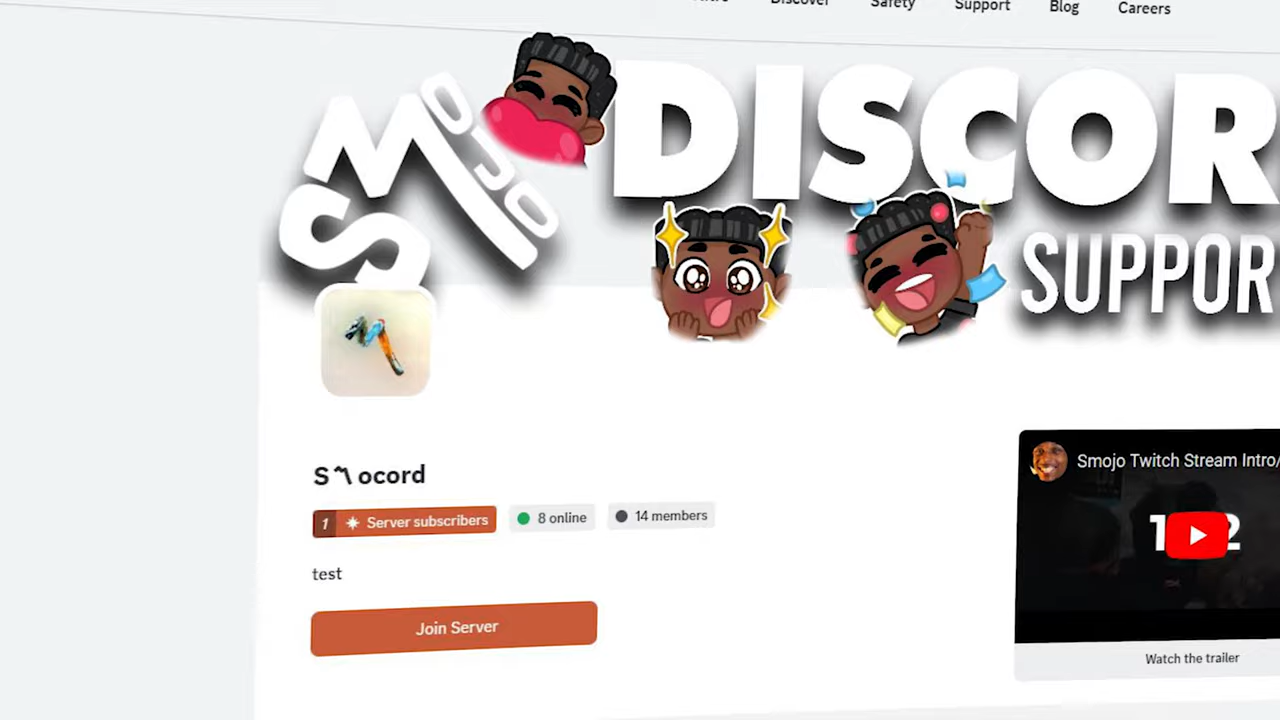 Discover
Safety
Support
Blog
Careers
SMOJO
DISCOR
SUPPOR
S ocord
1 Server subscribers
8 online
14 members
test
Join Server
Smojo Twitch Stream Intro/
Watch the trailer